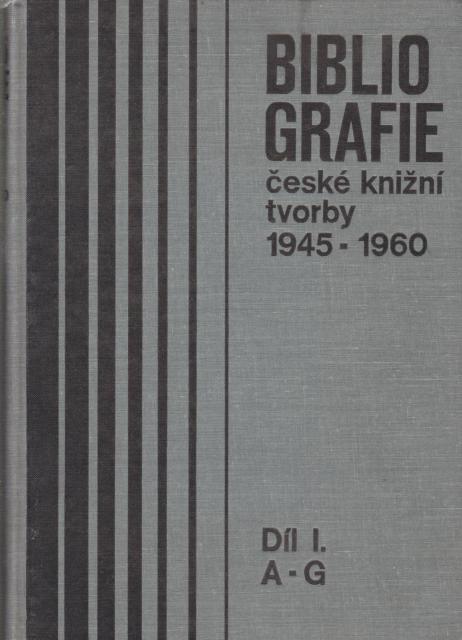 BIBLIO
GRAFIE
české knižní
tvorby
1945-1960
Díl I.
A-G